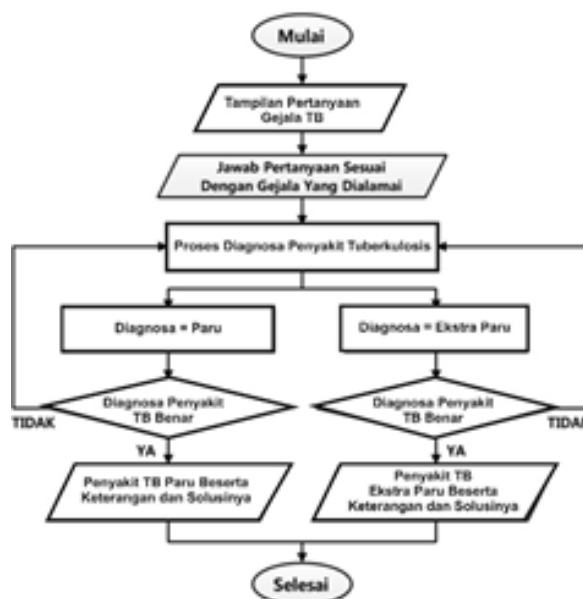 Mulai
Tampilan Pertanyaan
Gejala TB
Jawab Pertanyaan Sesuai
Dengan Gejala Yang Dialamai
Proses Diagnosa Penyakit Tuberkulosis
Diagnosa = Paru
Diagnosa = Ekstra Paru
Diagnosa Penyakit
TB Benar
Diagnosa Penyakit
TB Benar
TIDAK
TIDAK
YA
YA
Penyakit TB Paru Beserta
Keterangan dan Solusinya
Penyakit TB
Ekstra Paru Beserta
Keterangan dan Solusinya
Selesai